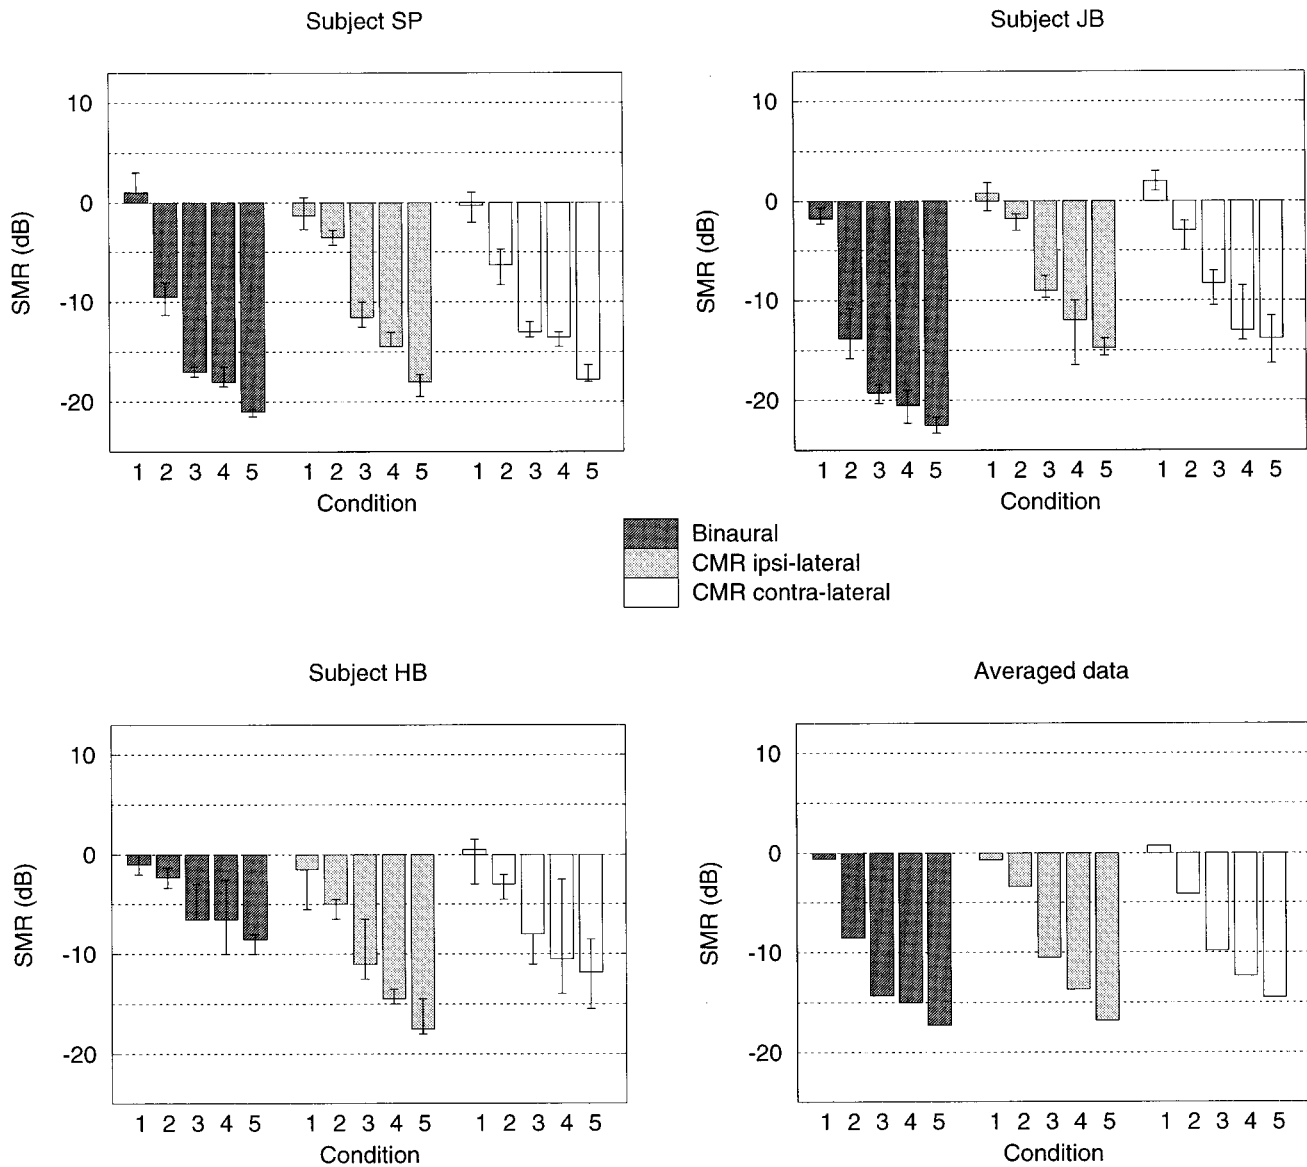 Subject SP
10
0
-10
-20
SMR (dB)
1 2 3 4 5 1 2 3 4 5 1 2 3 4 5
Condition
Subject JB
10
0
-10
-20
SMR (dB)
1 2 3 4 5 1 2 3 4 5 1 2 3 4 5
Condition
Binaural
CMR ipsi-lateral
CMR contra-lateral
Subject HB
10
0
-10
-20
SMR (dB)
1 2 3 4 5 1 2 3 4 5 1 2 3 4 5
Condition
Averaged data
10
0
-10
-20
SMR (dB)
1 2 3 4 5 1 2 3 4 5 1 2 3 4 5
Condition